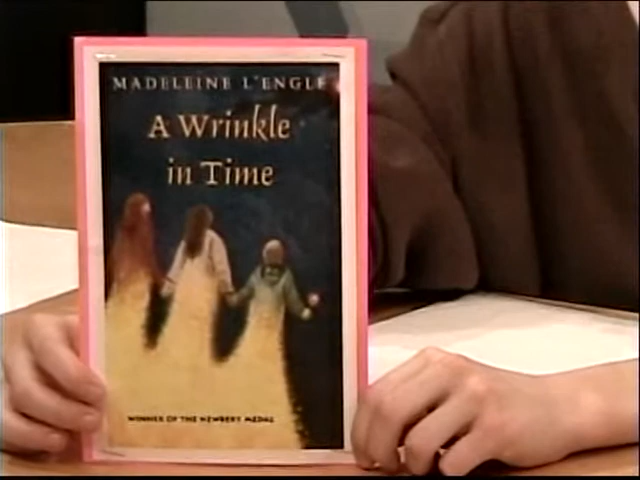 MADELEINE L'ENGLE
A Wrinkle
in Time
WINNER OF THE NEWBERY MEDAL